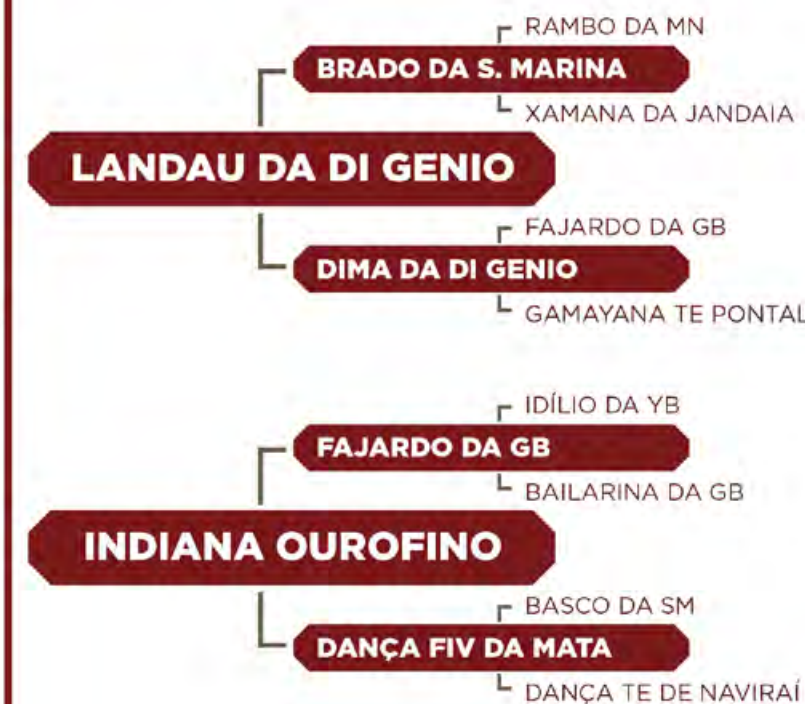 RAMBO DA MN
BRADO DA S. MARINA
XAMANA DA JANDAIA
LANDAU DA DI GENIO
FAJARDO DA GB
DIMA DA DI GENIO
GAMAYANA TE PONTAL
IDÍLIO DA YB
FAJARDO DA GB
BAILARINA DA GB
INDIANA OUROFINO
BASCO DA SM
DANÇA FIV DA MATA
DANÇA TE DE NAVIRAÍ